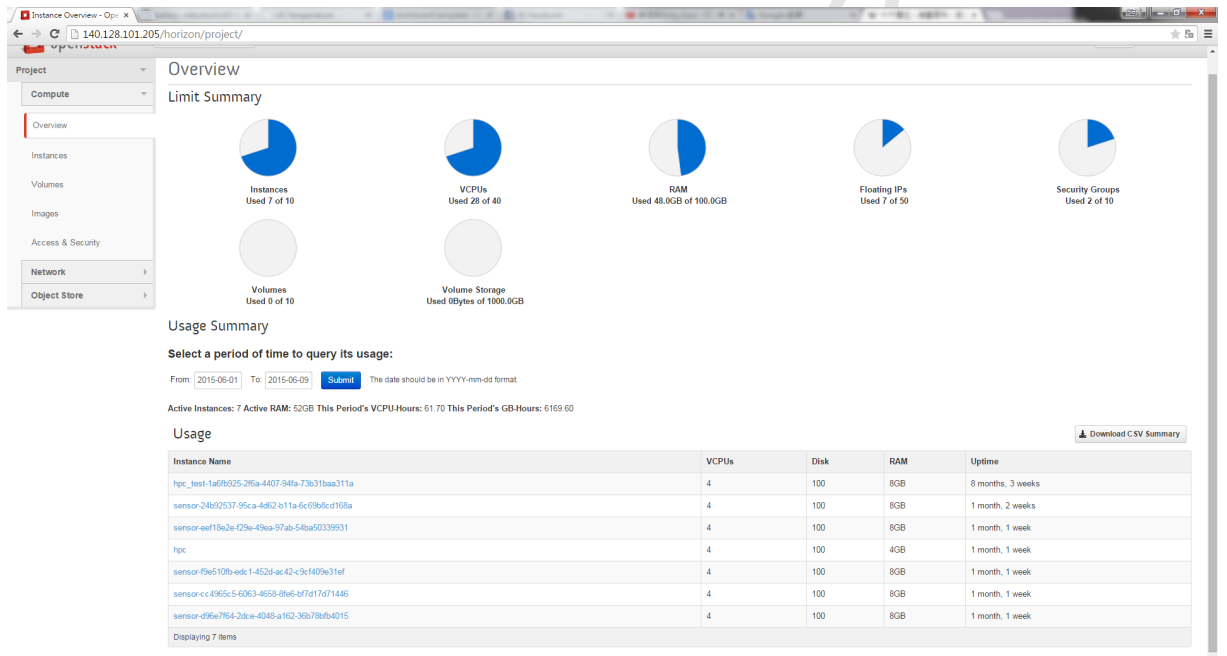 Instance Overview - Ope
140.128.101.205/horizon/project/
openstack
Project
Compute
Overview
Instances
Volumes
Images
Access & Security
Network
Object Store
Overview
Limit Summary
Instances
Used 7 of 10
VCPUs
Used 28 of 40
RAM
Used 48.0GB of 100.0GB
Floating IPs
Used 7 of 50
Security Groups
Used 2 of 10
Volumes
Used 0 of 10
Volume Storage
Used 0Bytes of 1000.0GB
Usage Summary
Select a period of time to query its usage:
From: 2015-06-01 To: 2015-06-09 Submit The date should be in YYYY-mm-dd format.
Active Instances: 7 Active RAM: 52GB This Period's VCPU-Hours: 61.70 This Period's GB-Hours: 6169.60
Usage
Download CSV Summary
Instance Name VCPUs Disk RAM Uptime
hpc_test-1a6fb925-2f6a-4407-94fa-73b31baa311a 4 100 8GB 8 months, 3 weeks
sensor-24b92537-95ca-4d62-b11a-6c69b8cd168a 4 100 8GB 1 month, 2 weeks
sensor-eef18e2e-f29e-49ea-97ab-54ba50339931 4 100 8GB 1 month, 1 week
hpc 4 100 4GB 1 month, 1 week
sensor-f9e510fb-edc1-452d-ac42-c9cf409e31ef 4 100 8GB 1 month, 1 week
sensor-cc4965c5-6063-4658-8fe6-bf7d17d71446 4 100 8GB 1 month, 1 week
sensor-d96e7f64-2dce-4048-a162-36b78bfb4015 4 100 8GB 1 month, 1 week
Displaying 7 items